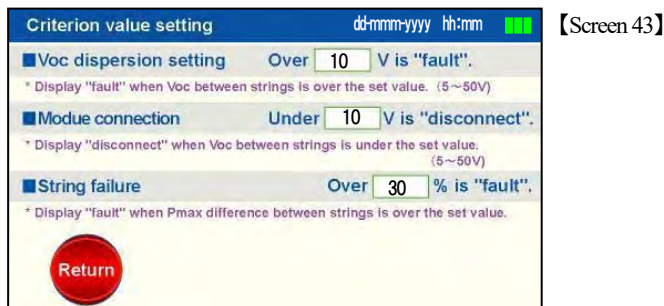 Criterion value setting dd-mmm-yyyy hh:mm 【Screen 43】
■Voc dispersion setting Over 10 V is "fault".
* Display "fault" when Voc between strings is over the set value. (5～50V)
■Modue connection Under 10 V is "disconnect".
* Display "disconnect" when Voc between strings is under the set value.
(5～50V)
■String failure Over 30 % is "fault".
* Display "fault" when Pmax difference between strings is over the set value.
Return